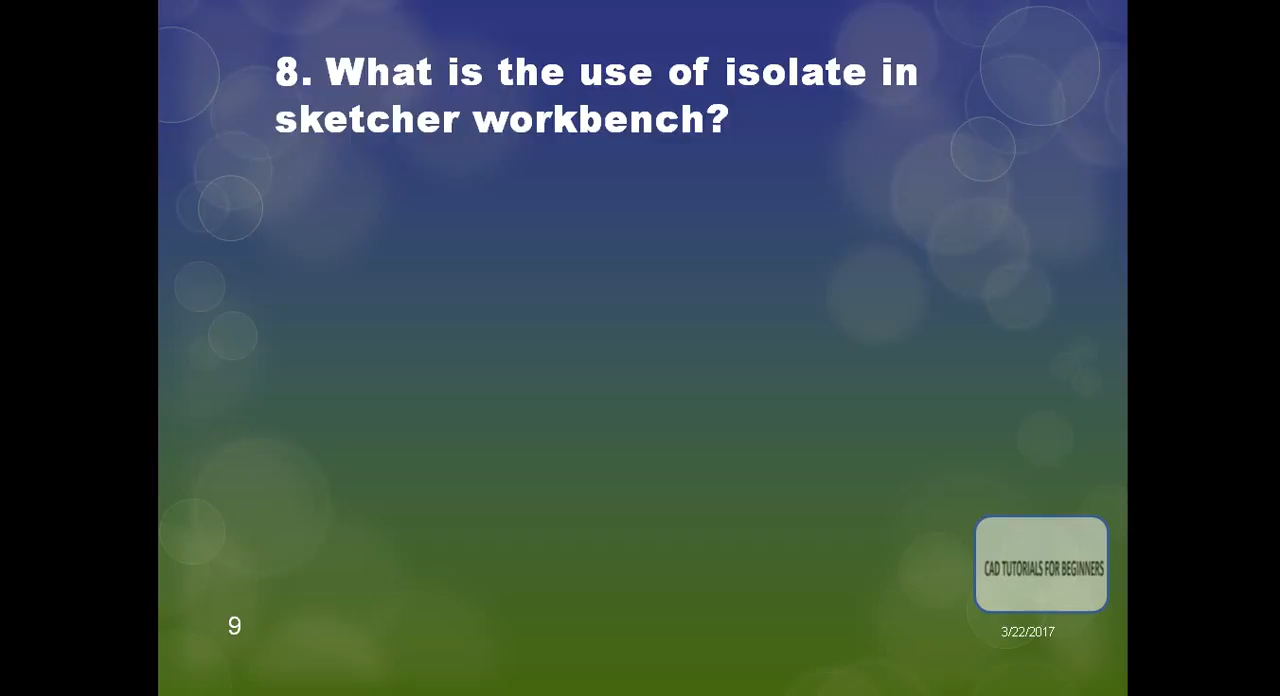 8. What is the use of isolate in
sketcher workbench?
CAD TUTORIALS FOR BEGINNERS
9
3/22/2017